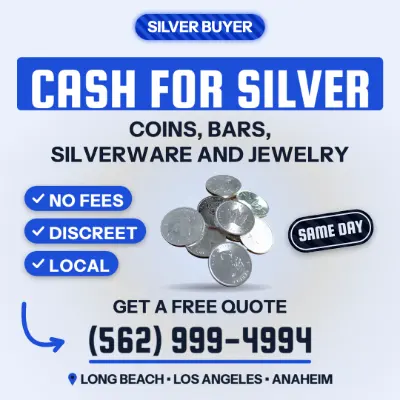 SILVER BUYER
CASH FOR SILVER
COINS, BARS,
SILVERWARE AND JEWELRY
NO FEES
DISCREET
LOCAL
SAME DAY
GET A FREE QUOTE
(562) 999-4994
LONG BEACH • LOS ANGELES • ANAHEIM